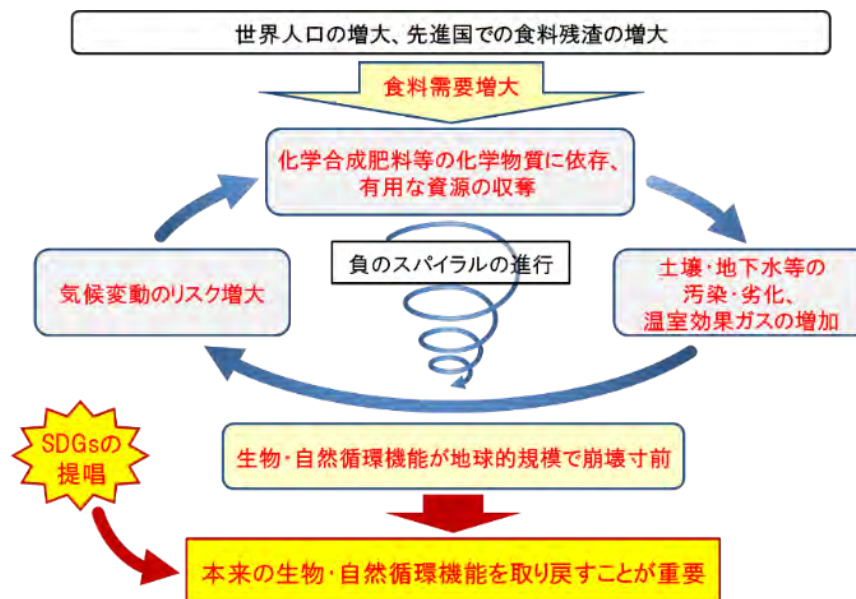 世界人口の増大、先進国での食料残渣の増大
食料需要増大
化学合成肥料等の化学物質に依存、
有用な資源の収奪
負のスパイラルの進行
気候変動のリスク増大
土壌・地下水等の
汚染・劣化、
温室効果ガスの増加
生物・自然循環機能が地球的規模で崩壊寸前
SDGsの
提唱
本来の生物・自然循環機能を取り戻すことが重要